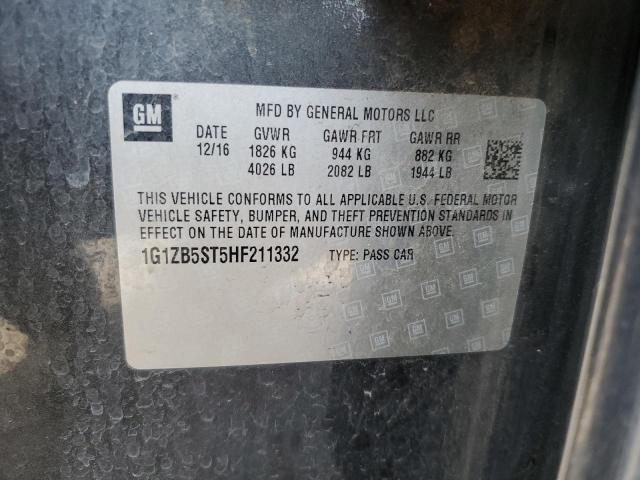 GM
MFD BY GENERAL MOTORS LLC
DATE GVWR GAWR FRT GAWR RR
12/16 1826 KG 944 KG 882 KG
4026 LB 2082 LB 1944 LB
THIS VEHICLE CONFORMS TO ALL APPLICABLE U.S. FEDERAL MOTOR
VEHICLE SAFETY, BUMPER, AND THEFT PREVENTION STANDARDS IN
EFFECT ON THE DATE OF MANUFACTURE SHOWN ABOVE.
1G1ZB5ST5HF211332 TYPE: PASS CAR